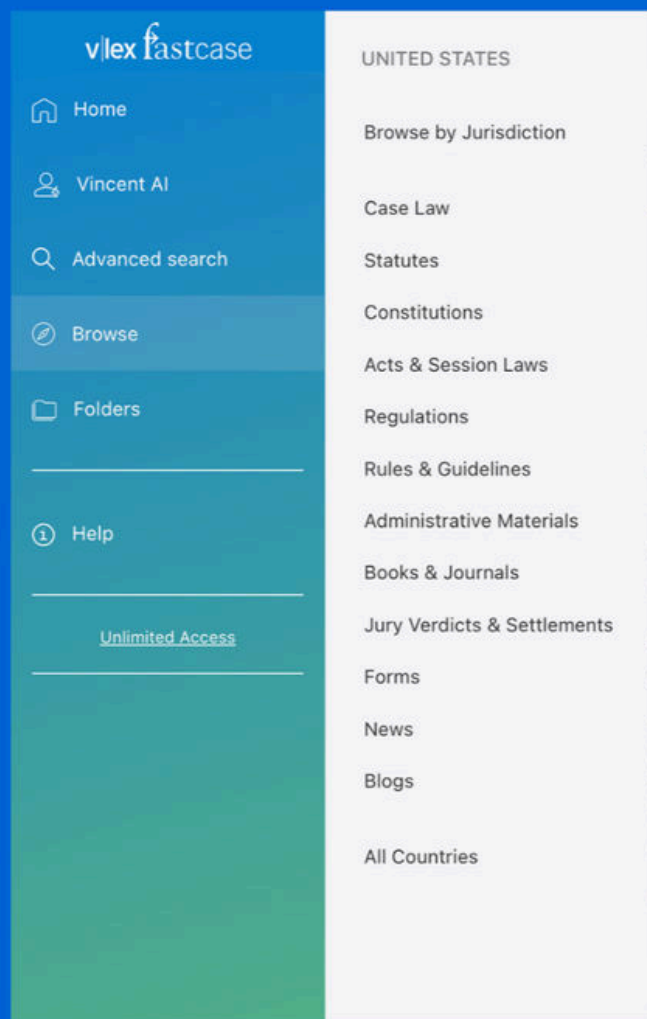 v|lex fastcase
Home
Vincent AI
Advanced search
Browse
Folders
Help
Unlimited Access
UNITED STATES
Browse by Jurisdiction
Case Law
Statutes
Constitutions
Acts & Session Laws
Regulations
Rules & Guidelines
Administrative Materials
Books & Journals
Jury Verdicts & Settlements
Forms
News
Blogs
All Countries